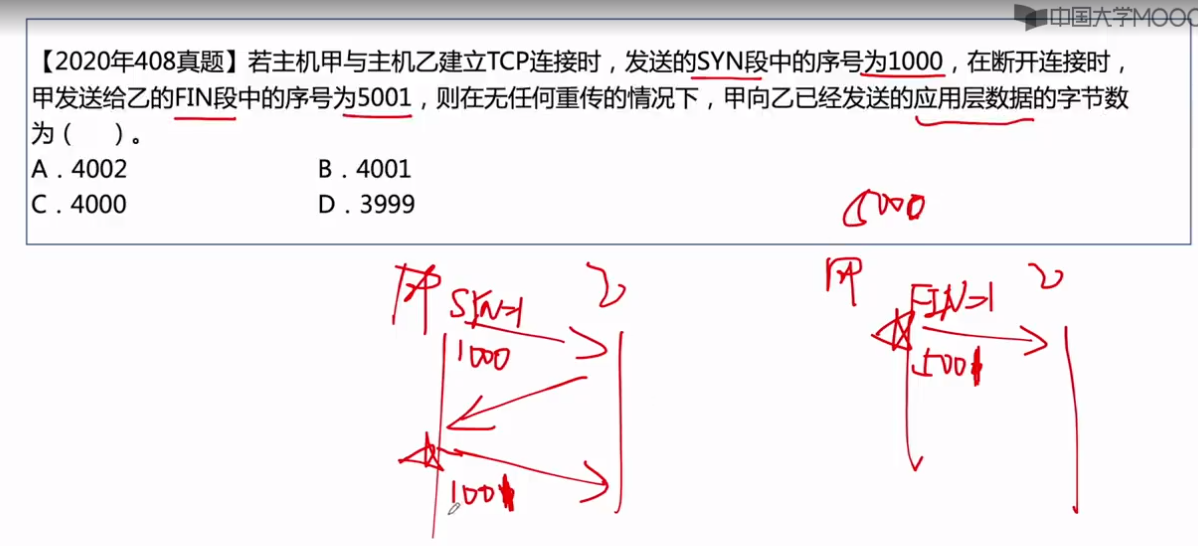 中国大学MOOC
【2020年408真题】若主机甲与主机乙建立TCP连接时，发送的SYN段中的序号为1000，在断开连接时，
甲发送给乙的FIN段中的序号为5001，则在无任何重传的情况下，甲向乙已经发送的应用层数据的字节数
为（　）。
A．4002 B．4001
C．4000 D．3999
5000
甲 SYN=1 乙 甲 FIN=1 乙
1000 5001
1001